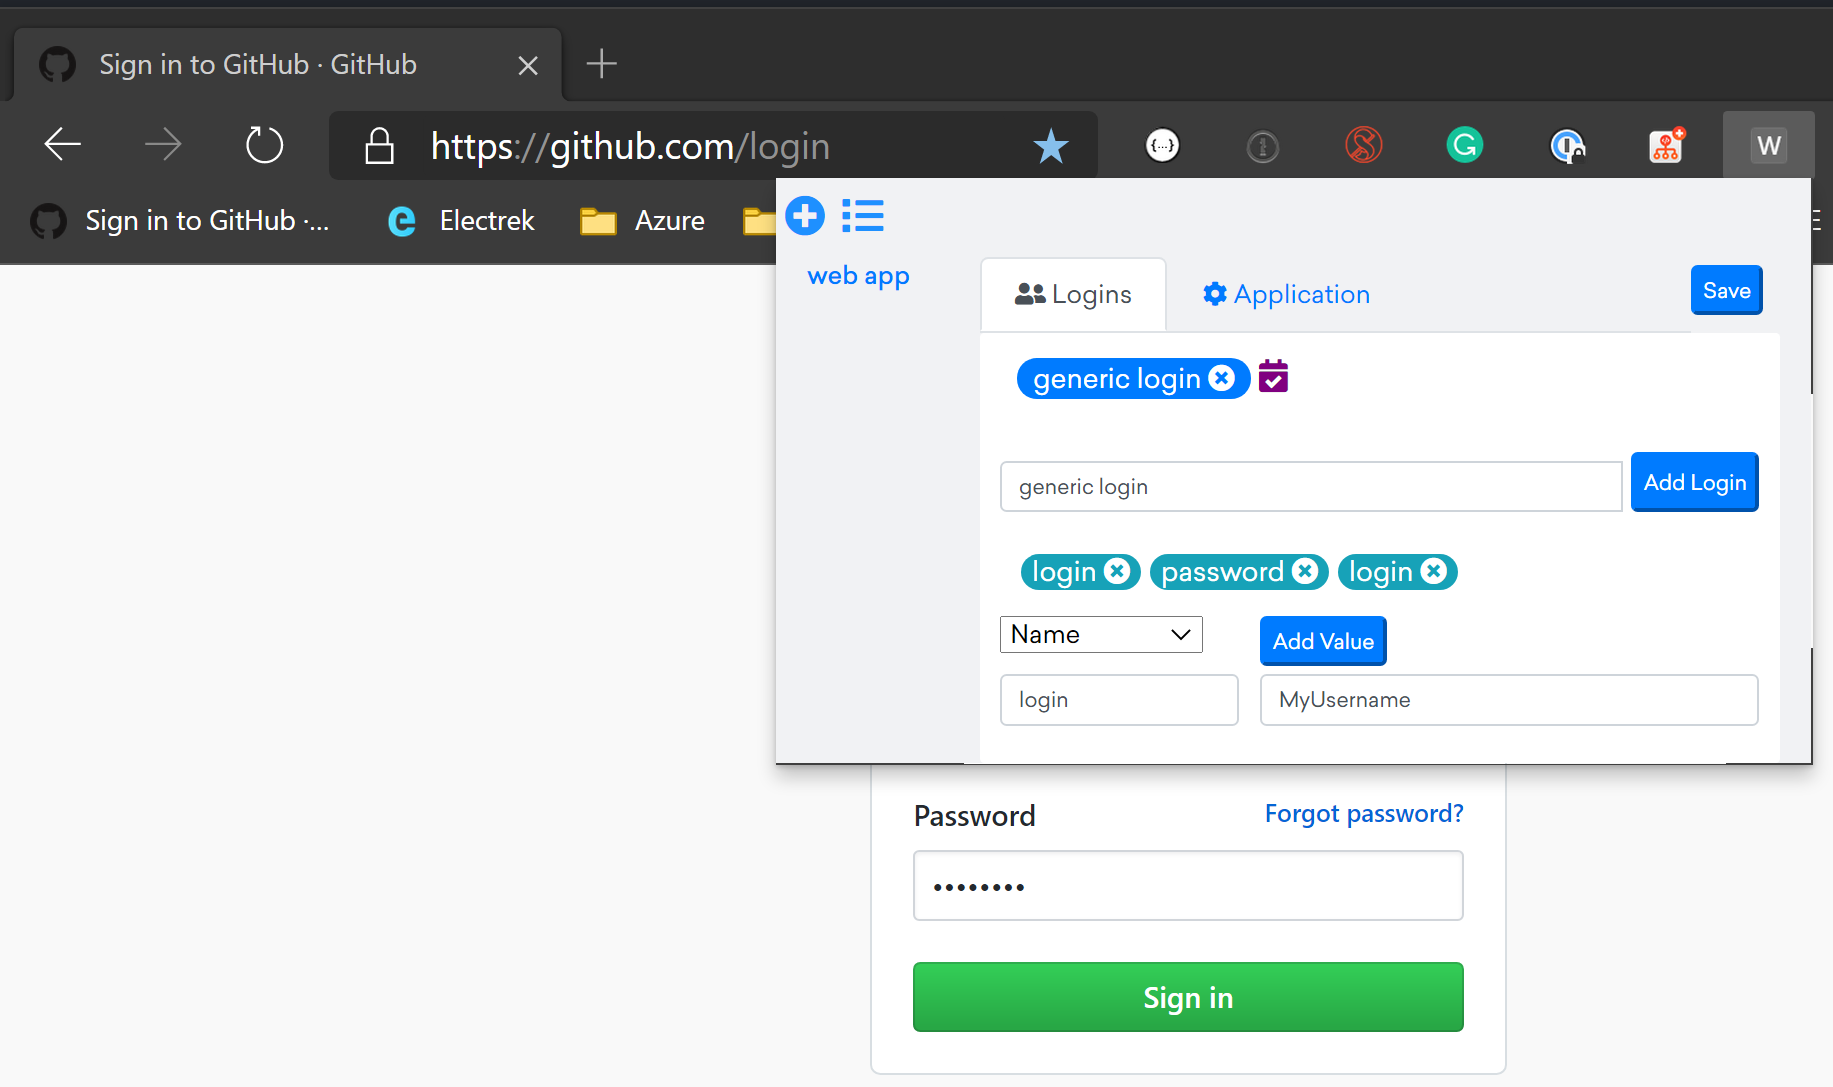 Sign in to GitHub · GitHub
https://github.com/login
W
Sign in to GitHub ·...
Electrek
Azure
web app
Logins
Application
Save
generic login
generic login
Add Login
login
password
login
Name
Add Value
login
MyUsername
Password
Forgot password?
Sign in